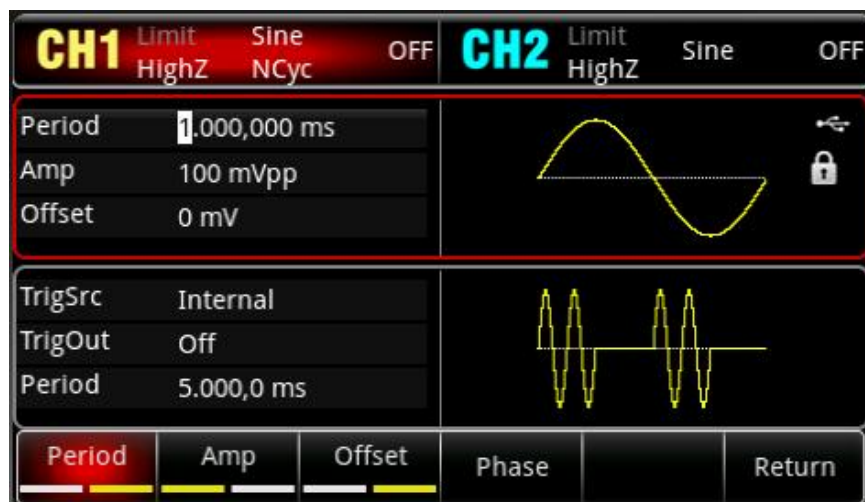 CH1 Limit Sine OFF CH2 Limit Sine OFF
HighZ NCyc HighZ
Period 1.000,000 ms
Amp 100 mVpp
Offset 0 mV
TrigSrc Internal
TrigOut Off
Period 5.000,0 ms
Period Amp Offset Phase Return